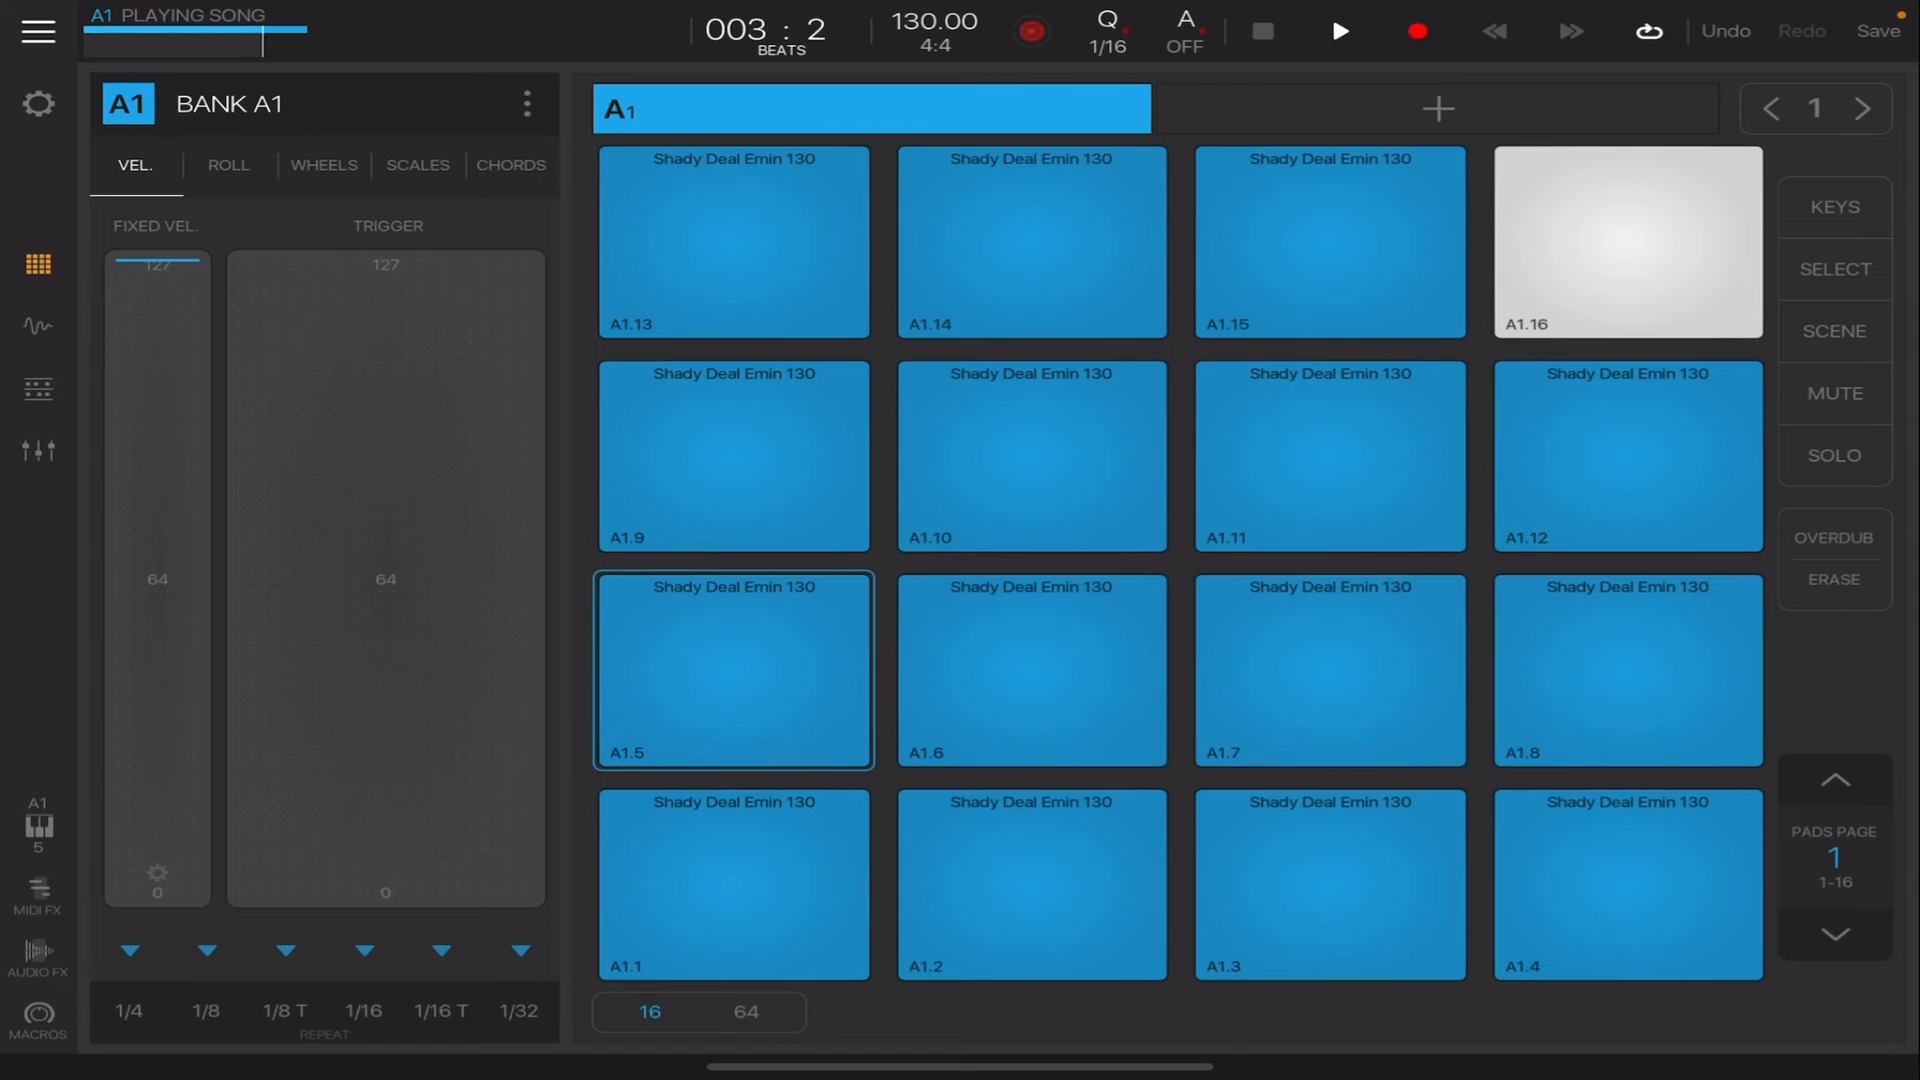 A1 PLAYING SONG
003 : 2
BEATS
130.00
4:4
Q
1/16
A
OFF
Undo
Redo
Save
A1
BANK A1
VEL.
ROLL
WHEELS
SCALES
CHORDS
FIXED VEL.
TRIGGER
127
127
64
64
0
0
1/4
1/8
1/8 T
1/16
1/16 T
1/32
REPEAT
A1
5
MIDI FX
AUDIO FX
MACROS
A1
1
Shady Deal Emin 130
Shady Deal Emin 130
Shady Deal Emin 130
A1.13
A1.14
A1.15
A1.16
Shady Deal Emin 130
Shady Deal Emin 130
Shady Deal Emin 130
Shady Deal Emin 130
A1.9
A1.10
A1.11
A1.12
Shady Deal Emin 130
Shady Deal Emin 130
Shady Deal Emin 130
Shady Deal Emin 130
A1.5
A1.6
A1.7
A1.8
Shady Deal Emin 130
Shady Deal Emin 130
Shady Deal Emin 130
Shady Deal Emin 130
A1.1
A1.2
A1.3
A1.4
16
64
KEYS
SELECT
SCENE
MUTE
SOLO
OVERDUB
ERASE
PADS PAGE
1
1-16